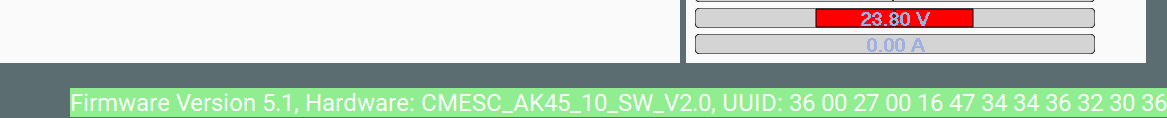 23.80 V
0.00 A
Firmware Version 5.1, Hardware: CMESC_AK45_10_SW_V2.0, UUID: 36 00 27 00 16 47 34 34 36 32 30 36